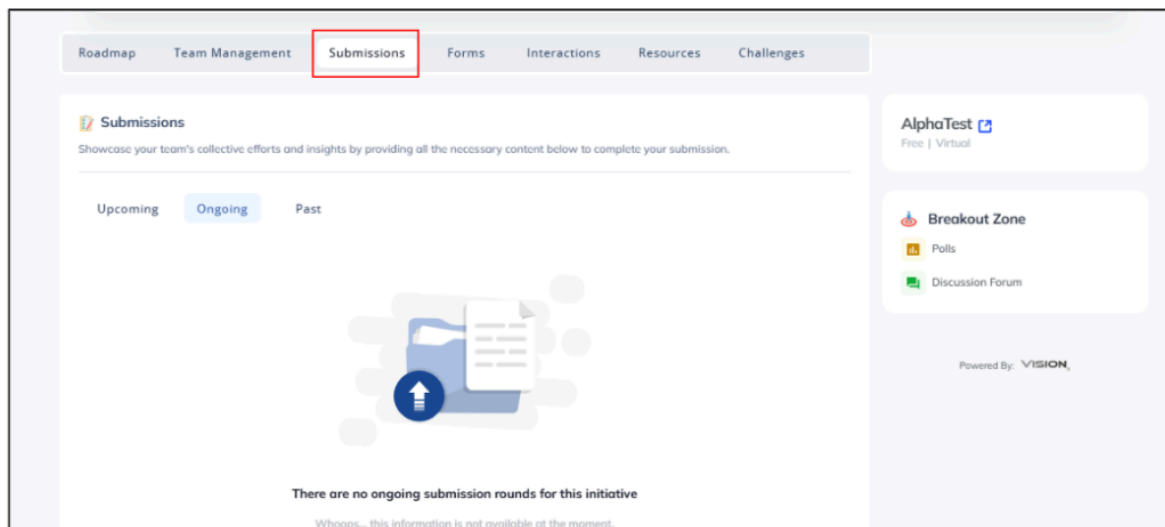 Roadmap Team Management Submissions Forms Interactions Resources Challenges
Submissions
Showcase your team's collective efforts and insights by providing all the necessary content below to complete your submission.
Upcoming Ongoing Past
There are no ongoing submission rounds for this initiative
Whoops... this information is not available at the moment.
AlphaTest
Free | Virtual
Breakout Zone
Polls
Discussion Forum
Powered By: VISION